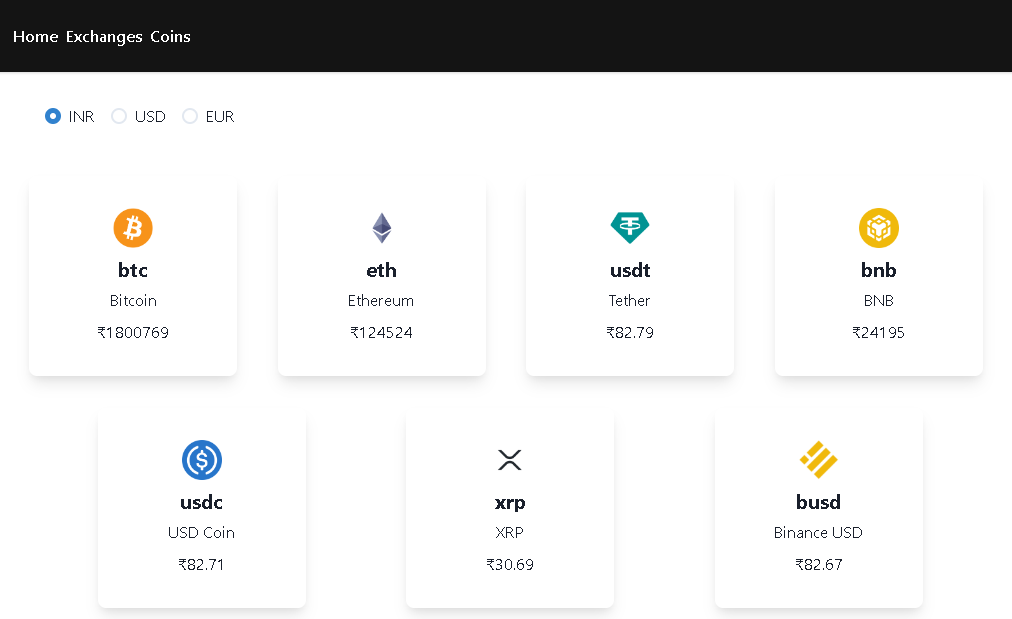 Home Exchanges Coins
INR USD EUR
btc
Bitcoin
₹1800769
eth
Ethereum
₹124524
usdt
Tether
₹82.79
bnb
BNB
₹24195
usdc
USD Coin
₹82.71
xrp
XRP
₹30.69
busd
Binance USD
₹82.67